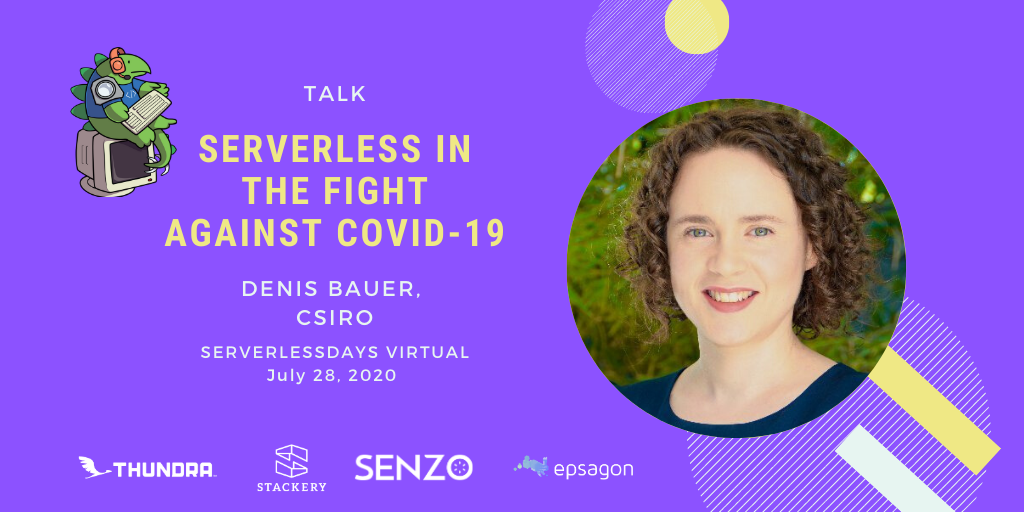 TALK
SERVERLESS IN
THE FIGHT
AGAINST COVID-19
DENIS BAUER,
CSIRO
SERVERLESSDAYS VIRTUAL
July 28, 2020
THUNDRA
STACKERY
SENZO
epsagon